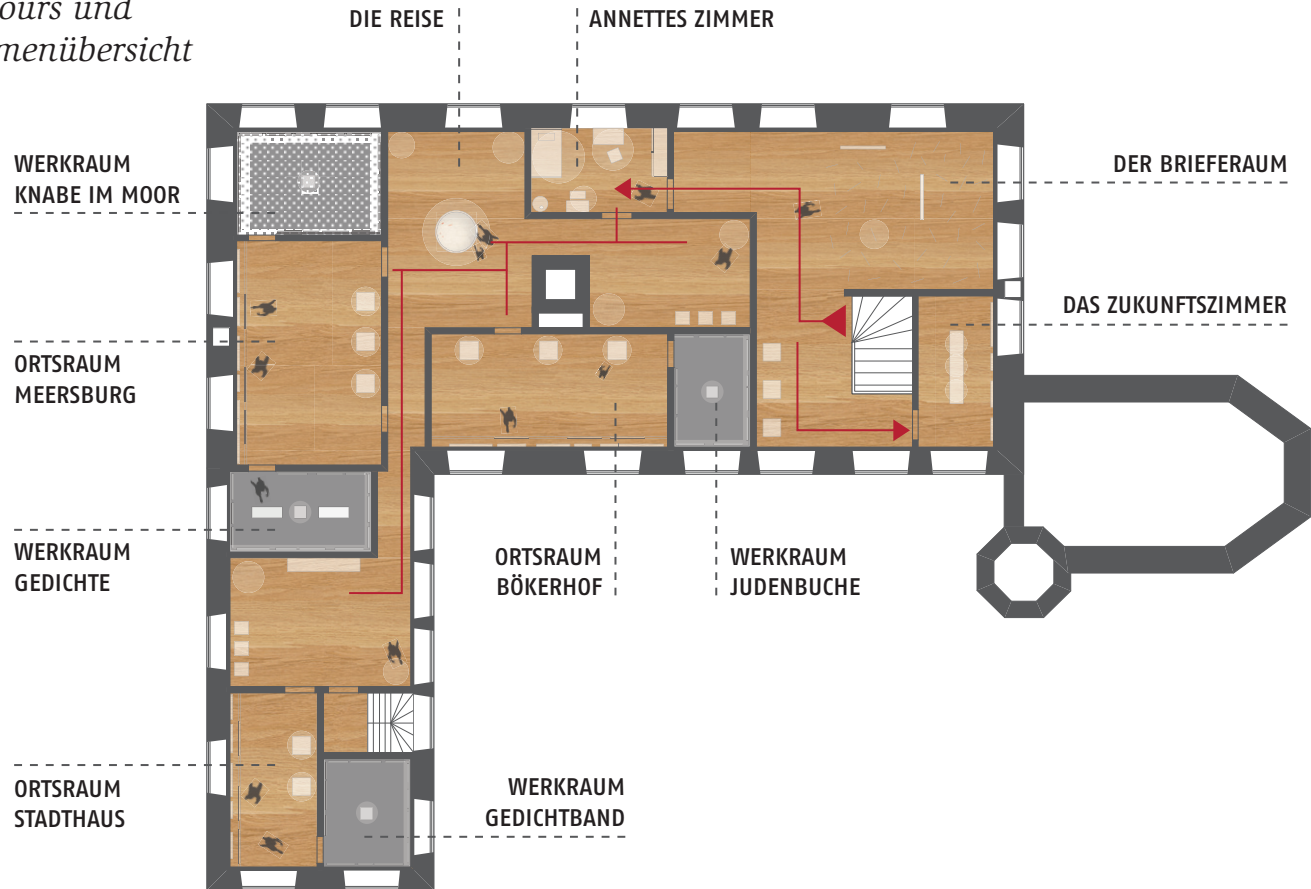 ours und
menübersicht
DIE REISE
ANNETTES ZIMMER
WERKRAUM
KNABE IM MOOR
DER BRIEFERAUM
DAS ZUKUNFTSZIMMER
ORTSRAUM
MEERSBURG
WERKRAUM
GEDICHTE
ORTSRAUM
BÖKERHOF
WERKRAUM
JUDENBUCHE
ORTSRAUM
STADTHAUS
WERKRAUM
GEDICHTBAND